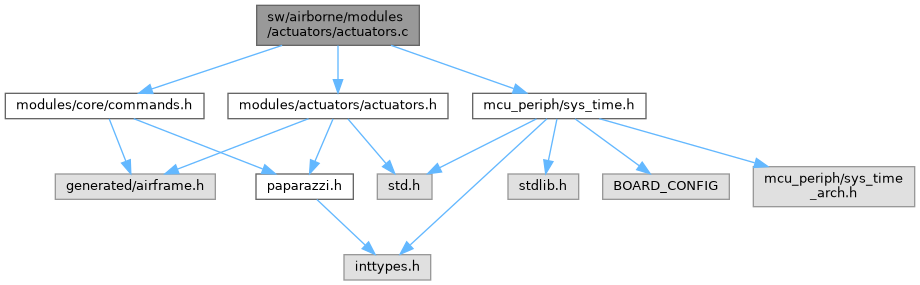 sw/airborne/modules
/actuators/actuators.c
modules/core/commands.h
modules/actuators/actuators.h
mcu_periph/sys_time.h
generated/airframe.h
paparazzi.h
std.h
stdlib.h
BOARD_CONFIG
mcu_periph/sys_time
_arch.h
inttypes.h